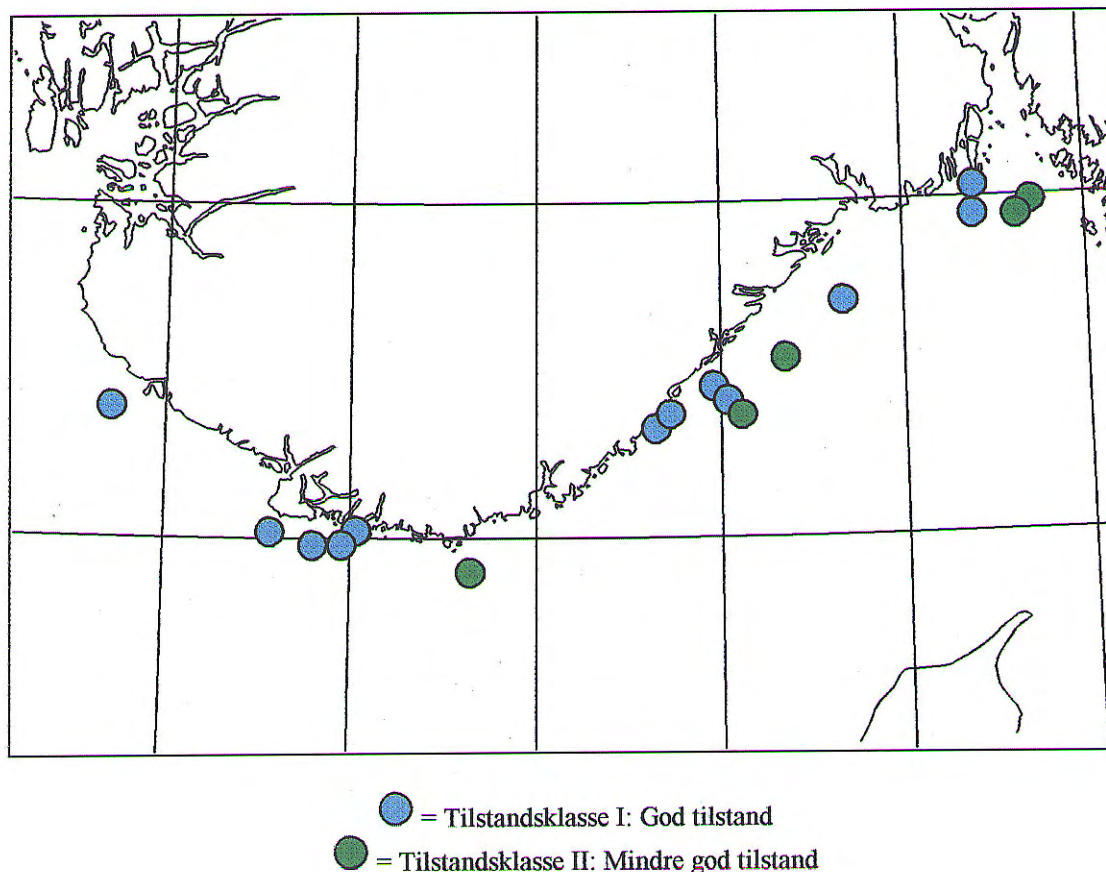 = Tilstandsklasse I: God tilstand
= Tilstandsklasse II: Mindre god tilstand